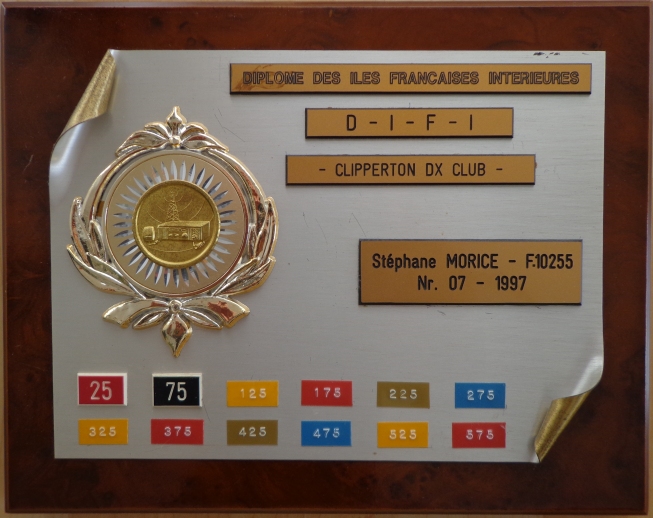 DIPLOME DES ILES FRANCAISES INTERIEURES
D - I - F - I
- CLIPPERTON DX CLUB -
Stéphane MORICE - F.10255
Nr. 07 - 1997
25 75 125 175 225 275
325 375 425 475 525 575